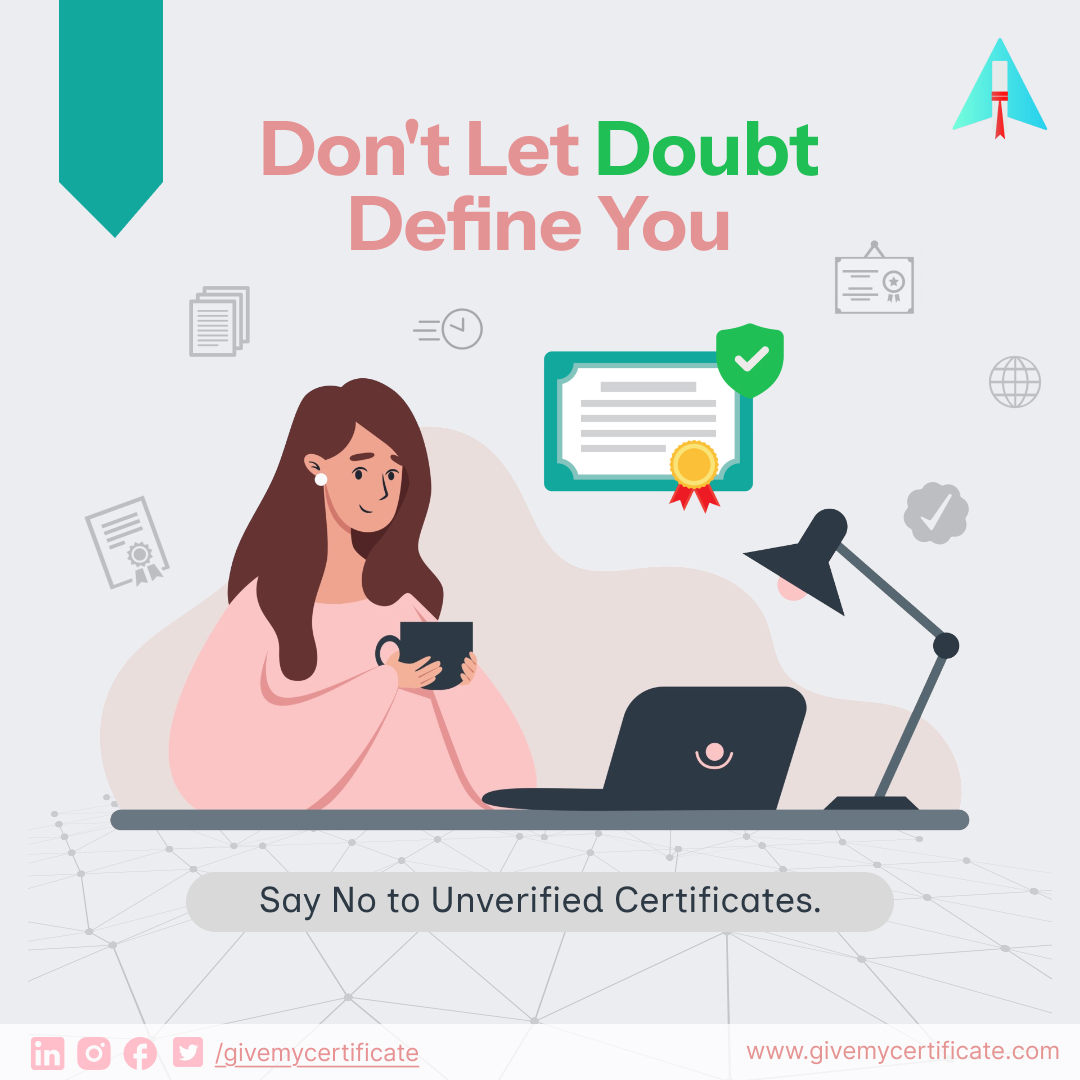 Don't Let Doubt
Define You
Say No to Unverified Certificates.
/givemycertificate
www.givemycertificate.com